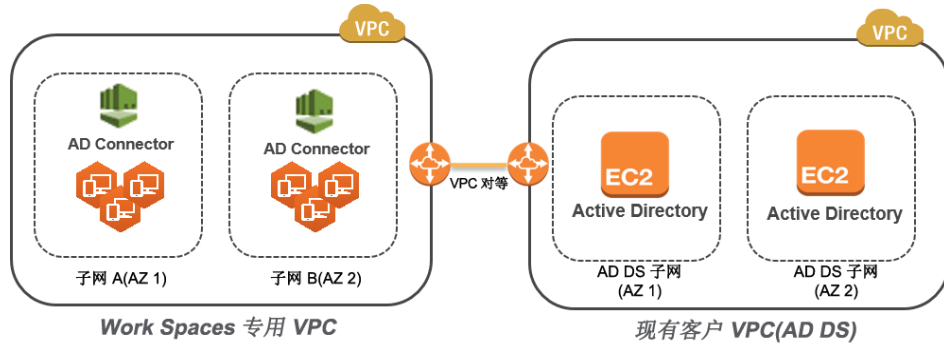 VPC
VPC
AD Connector
AD Connector
EC2
EC2
VPC 对等
Active Directory
Active Directory
子网 A(AZ 1)
子网 B(AZ 2)
AD DS 子网
(AZ 1)
AD DS 子网
(AZ 2)
Work Spaces 专用 VPC
现有客户 VPC(AD DS)